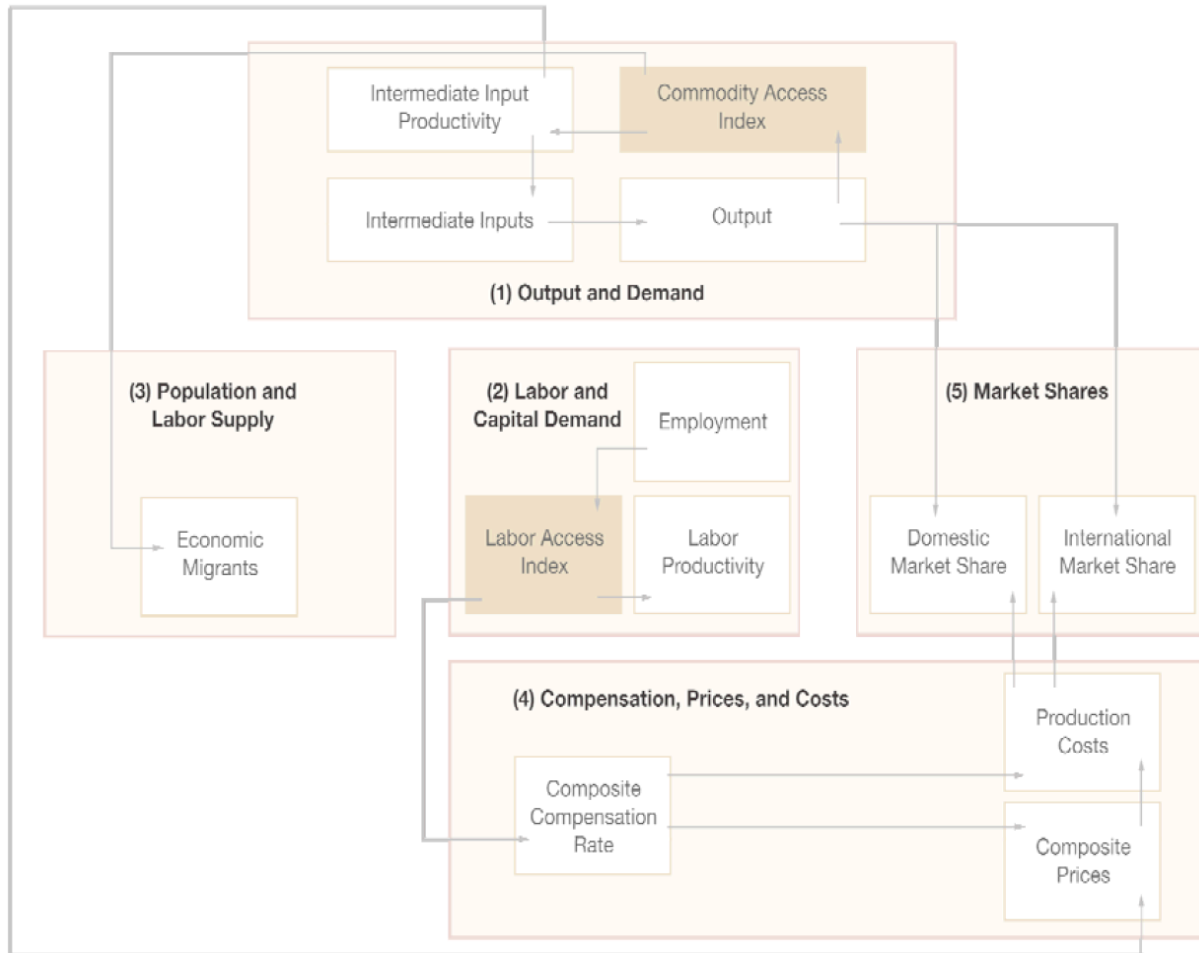 Intermediate Input
Productivity
Commodity Access
Index
Intermediate Inputs
Output
(1) Output and Demand
(3) Population and
Labor Supply
Economic
Migrants
(2) Labor and
Capital Demand
Employment
Labor Access
Index
Labor
Productivity
(5) Market Shares
Domestic
Market Share
International
Market Share
(4) Compensation, Prices, and Costs
Production
Costs
Composite
Compensation
Rate
Composite
Prices